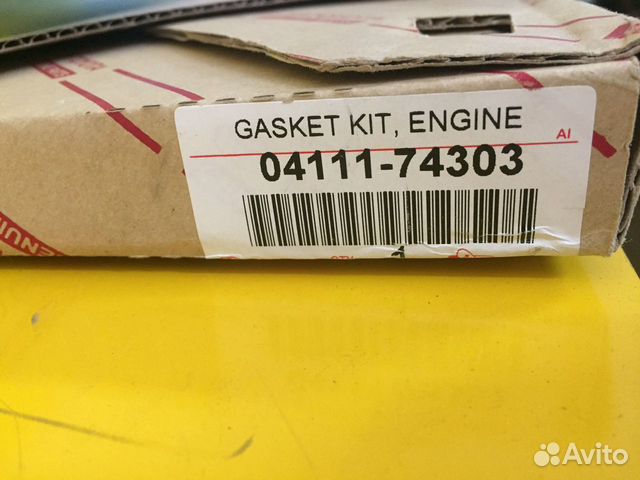 GASKET KIT, ENGINE
AI
04111-74303
Avito